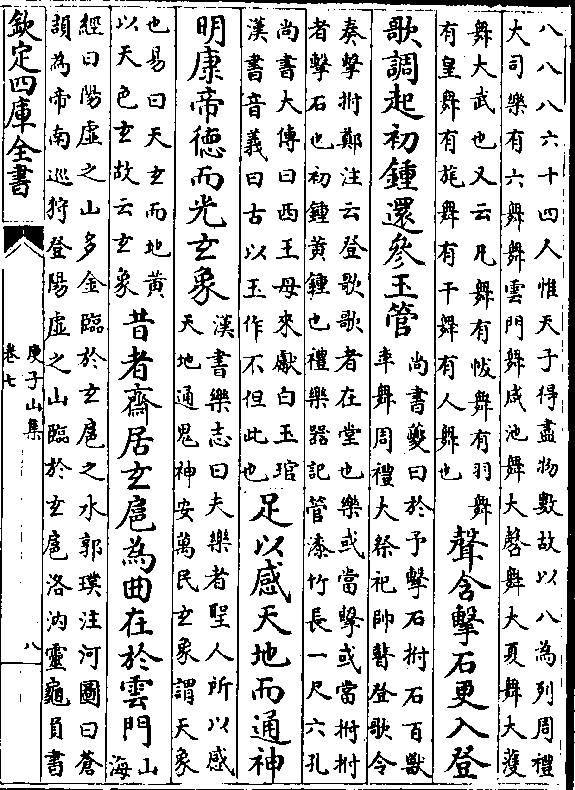 八八八六十四人惟天子得盡物數故以八為列周禮
大司樂有六舞舞雲門舞咸池舞大磬舞大夏舞大濩
舞大武也又云凡舞有帗舞有羽舞
有皇舞有旄舞有干舞有人舞也
聲含擊石更入登
歌調起初鍾還參玉管
尚書夔曰於予擊石拊石百獸
率舞周禮大祭祀帥瞽登歌令
奏擊拊鄭注云登歌歌者在堂也樂或當擊或當拊拊
者擊石也初鍾黄鍾也禮樂器記管漆竹長一尺六孔
尚書大傳曰西王母來獻白玉琯
漢書音義曰古以玉作不但此也
足以感天地而通神
明康帝德而光玄象
漢書樂志曰夫樂者聖人所以感
天地通鬼神安萬民玄象謂天象
也易曰天玄而地黄
以天色玄故云玄象
昔者齋居玄扈為曲在於雲門
山
海
經曰陽虛之山多金臨於玄扈之水郭璞注河圖曰蒼
頡為帝南巡狩登陽虛之山臨於玄扈洛汭靈龜負書
欽定四庫全書
庾子山集
卷七
八